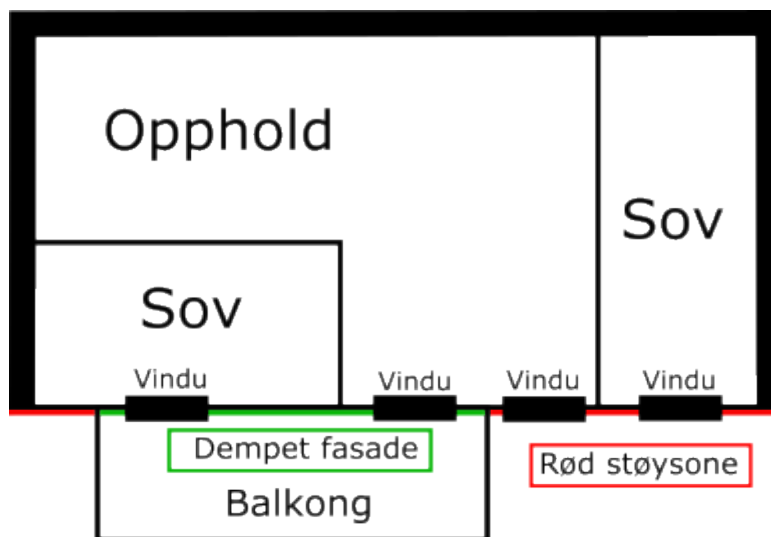 Opphold
Sov
Sov
Vindu
Vindu
Vindu
Vindu
Dempet fasade
Rød støysone
Balkong